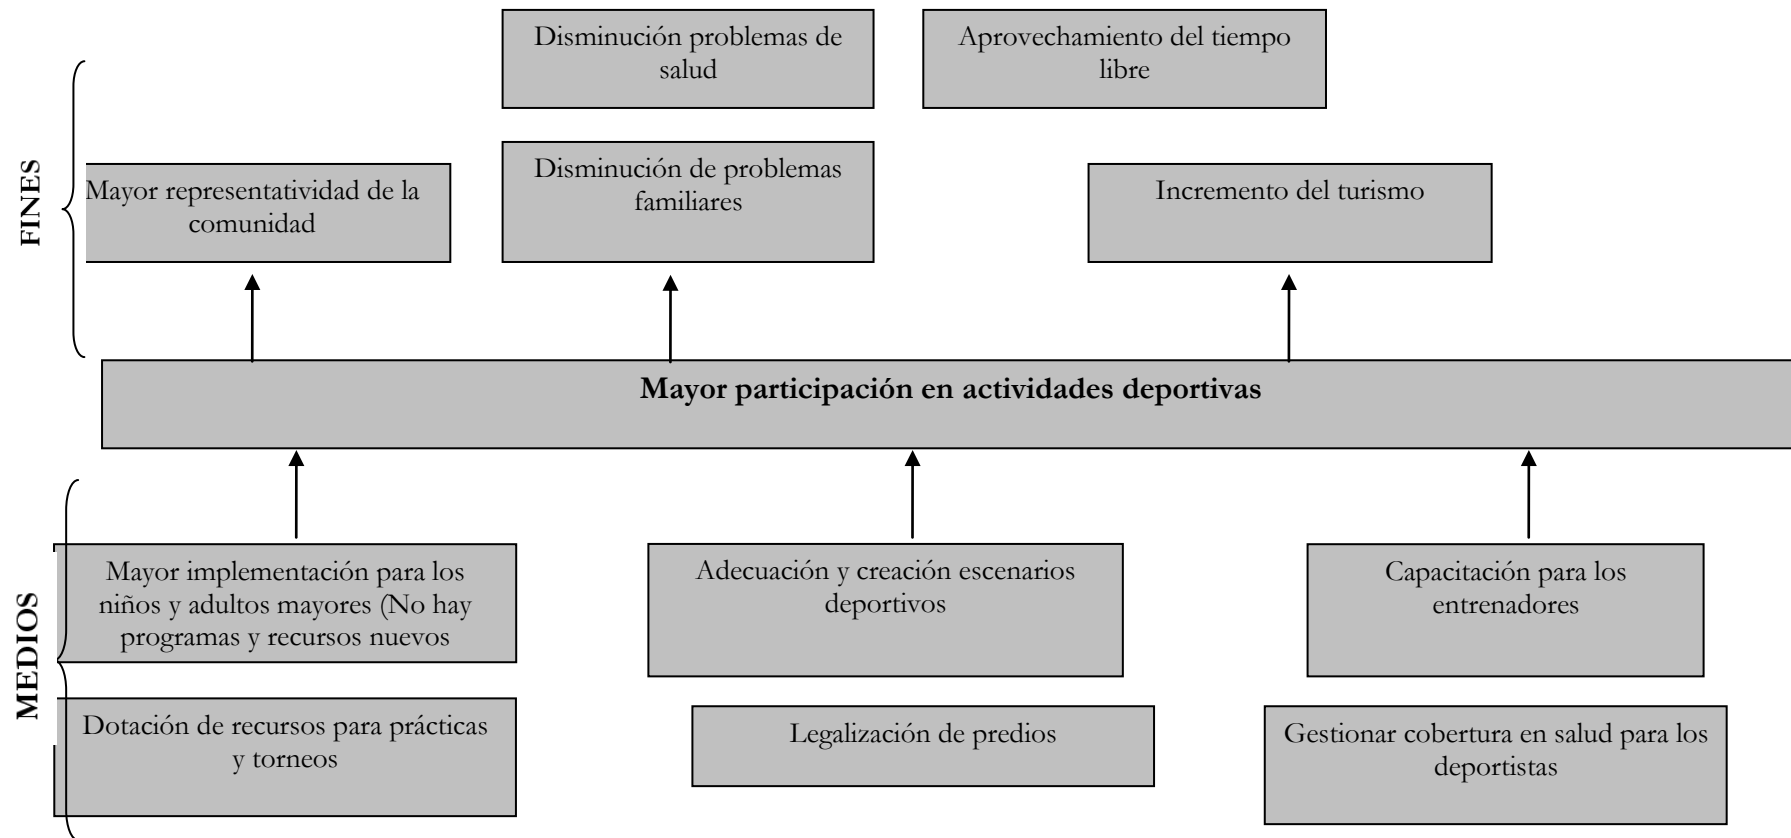 Disminución problemas de
salud
Aprovechamiento del tiempo
libre
FINES
Mayor representatividad de la
comunidad
Disminución de problemas
familiares
Incremento del turismo
Mayor participación en actividades deportivas
MEDIOS
Mayor implementación para los
niños y adultos mayores (No hay
programas y recursos nuevos
Adecuación y creación escenarios
deportivos
Capacitación para los
entrenadores
Dotación de recursos para prácticas
y torneos
Legalización de predios
Gestionar cobertura en salud para los
deportistas